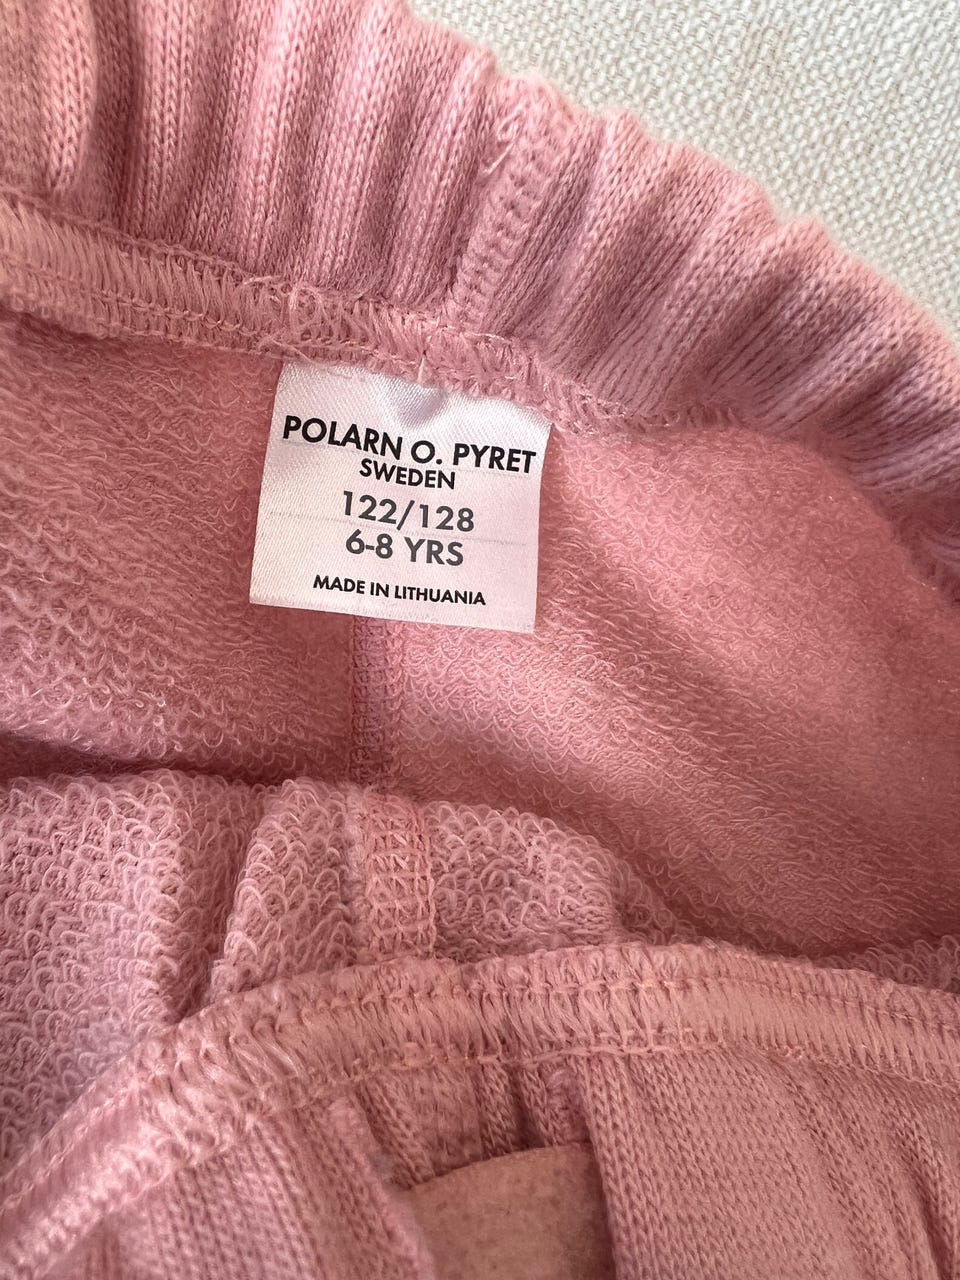 POLARN O. PYRET
SWEDEN
122/128
6-8 YRS
MADE IN LITHUANIA